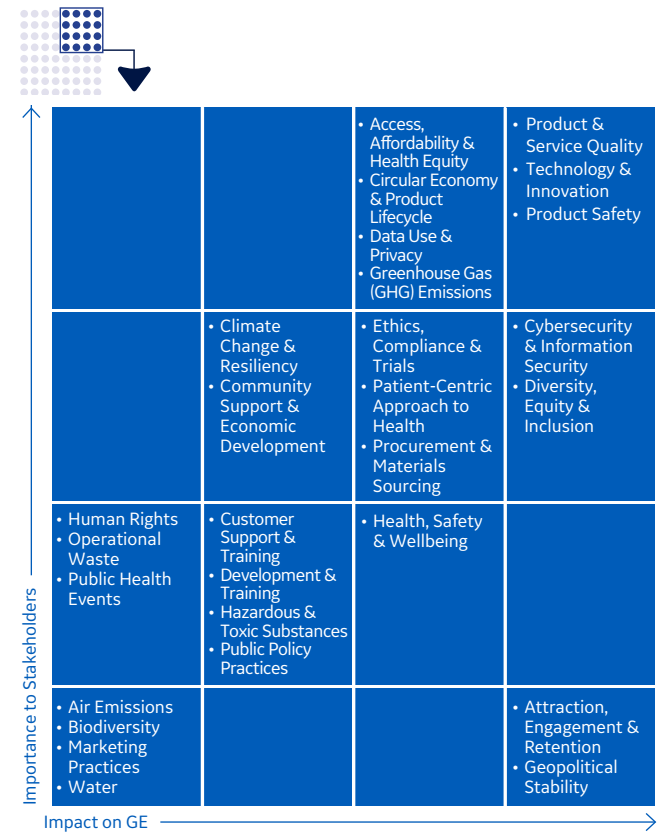 • Access,
Affordability &
Health Equity
• Circular Economy
& Product
Lifecycle
• Data Use &
Privacy
• Greenhouse Gas
(GHG) Emissions
• Product &
Service Quality
• Technology &
Innovation
• Product Safety
• Climate
Change &
Resiliency
• Community
Support &
Economic
Development
• Ethics,
Compliance &
Trials
• Patient-Centric
Approach to
Health
• Procurement &
Materials
Sourcing
• Cybersecurity
& Information
Security
• Diversity,
Equity &
Inclusion
• Human Rights
• Operational
Waste
• Public Health
Events
• Customer
Support &
Training
• Development &
Training
• Hazardous &
Toxic Substances
• Public Policy
Practices
• Health, Safety
& Wellbeing
• Air Emissions
• Biodiversity
• Marketing
Practices
• Water
• Attraction,
Engagement &
Retention
• Geopolitical
Stability
Importance to Stakeholders
Impact on GE